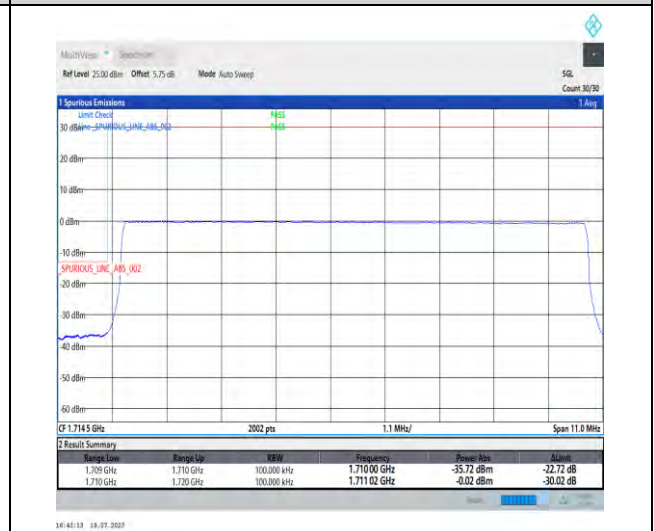 MultiView Spectrum
Ref Level 25.00 dBm Offset 5.75 dB Mode Auto Sweep SGL
Count 30/30
1 Spurious Emissions 1 Avg
Limit Check PASS
30 dBm Line _SPURIOUS_LINE_ABS_002 PASS
20 dBm
10 dBm
0 dBm
-10 dBm
_SPURIOUS_LINE_ABS_002
-20 dBm
-30 dBm
-40 dBm
-50 dBm
-60 dBm
CF 1.714 5 GHz 2002 pts 1.1 MHz/ Span 11.0 MHz
2 Result Summary
Range Low Range Up RBW Frequency Power Abs ΔLimit
1.709 GHz 1.710 GHz 100.000 kHz 1.71000 GHz -35.72 dBm -22.72 dB
1.710 GHz 1.720 GHz 100.000 kHz 1.71102 GHz -0.02 dBm -30.02 dB